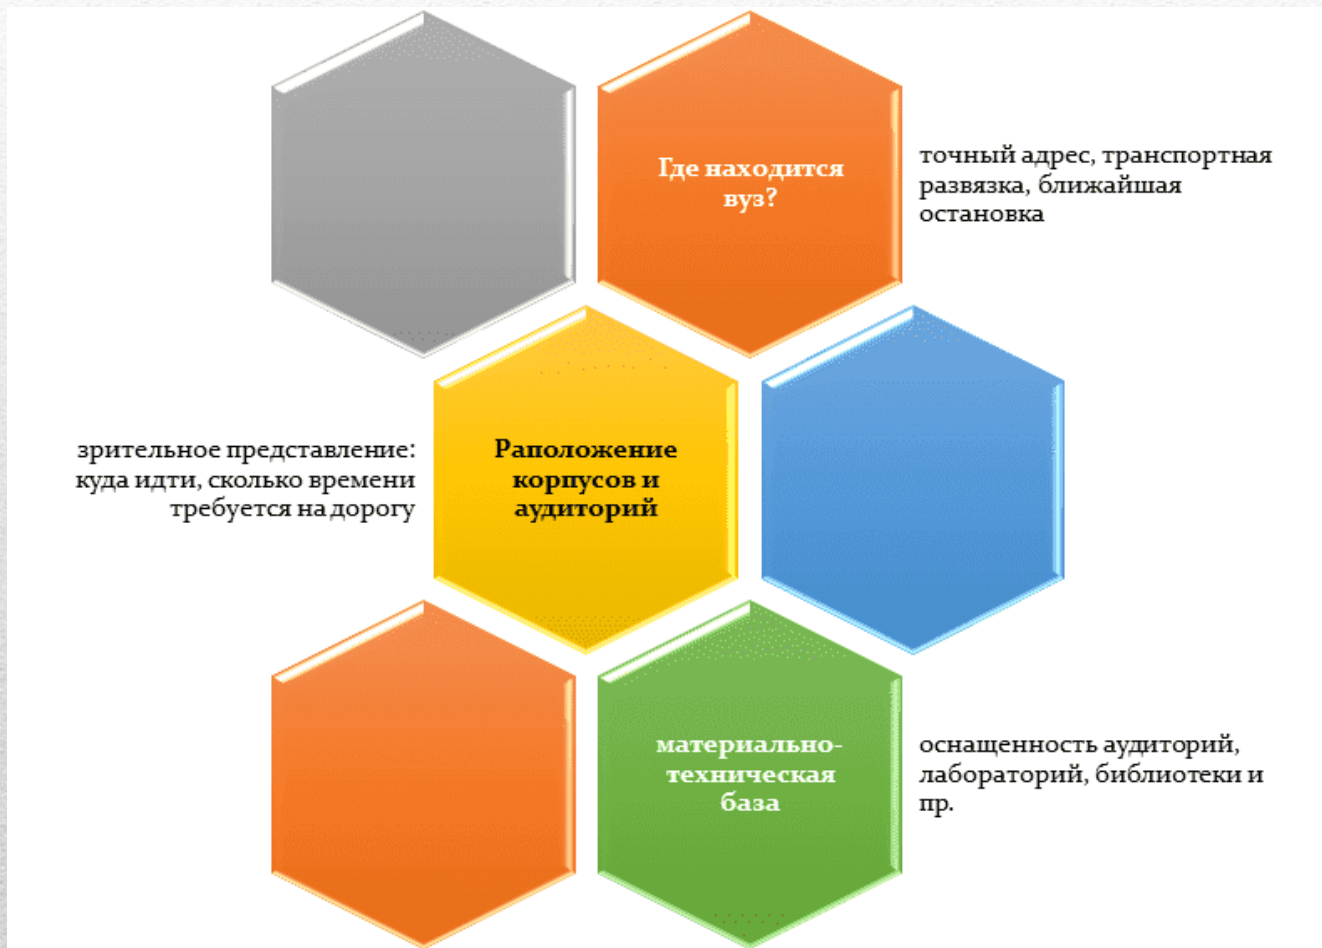 Где находится
вуз?
точный адрес, транспортная
развязка, ближайшая
остановка
зрительное представление:
куда идти, сколько времени
требуется на дорогу
Раположение
корпусов и
аудиторий
материально-
техническая
база
оснащенность аудиторий,
лабораторий, библиотеки и
пр.